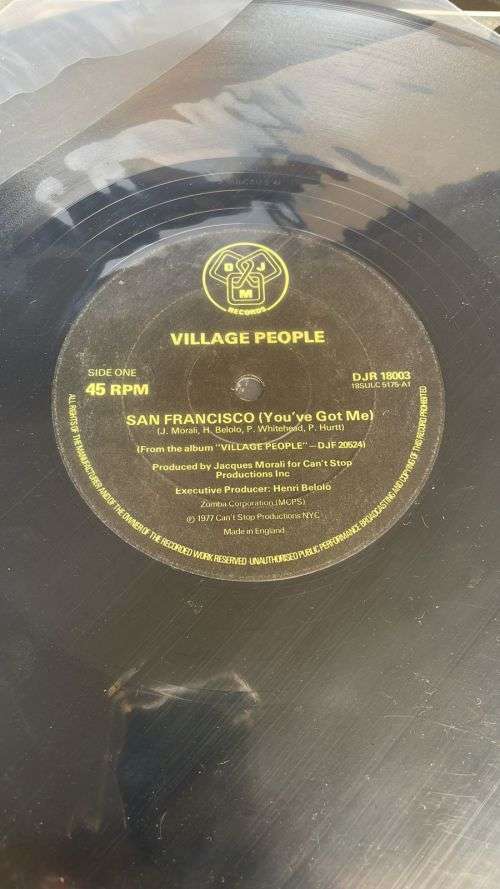 D J
M
RECORDS
VILLAGE PEOPLE
SIDE ONE
45 RPM
DJR 18003
18SULC 5175-A1
SAN FRANCISCO (You've Got Me)
(J. Morali, H. Belolo, P. Whitehead, P. Hurtt)
(From the album "VILLAGE PEOPLE" – DJF 20524)
Produced by Jacques Morali for Can't Stop
Productions Inc
Executive Producer: Henri Belolo
Zomba Corporation (MCPS)
℗ 1977 Can't Stop Productions NYC
Made in England
ALL RIGHTS OF THE MANUFACTURER AND OF THE OWNER OF THE RECORDED WORK RESERVED · UNAUTHORISED PUBLIC PERFORMANCE BROADCASTING AND COPYING OF THIS RECORD PROHIBITED